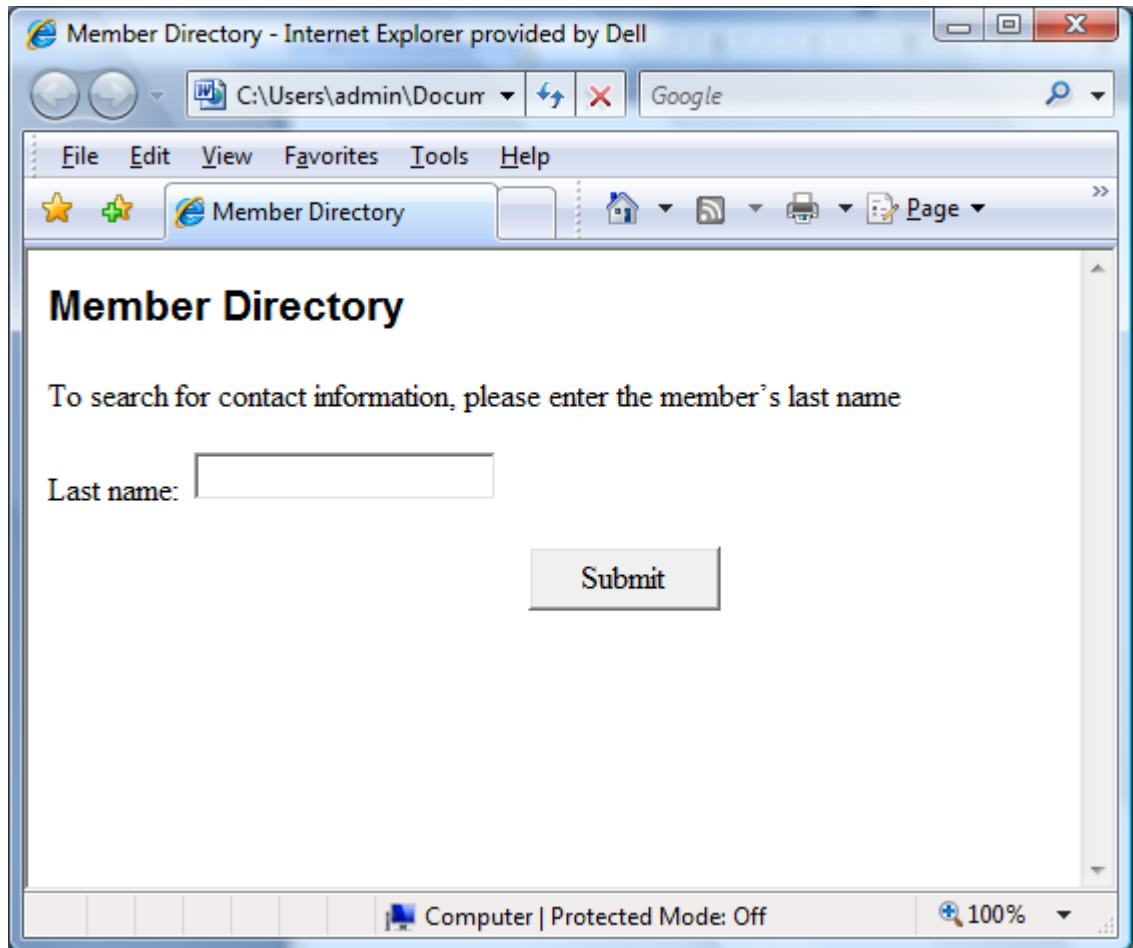 Member Directory - Internet Explorer provided by Dell
C:\Users\admin\Docum
Google
File Edit View Favorites Tools Help
Member Directory
Page
Member Directory
To search for contact information, please enter the member's last name
Last name:
Submit
Computer | Protected Mode: Off
100%